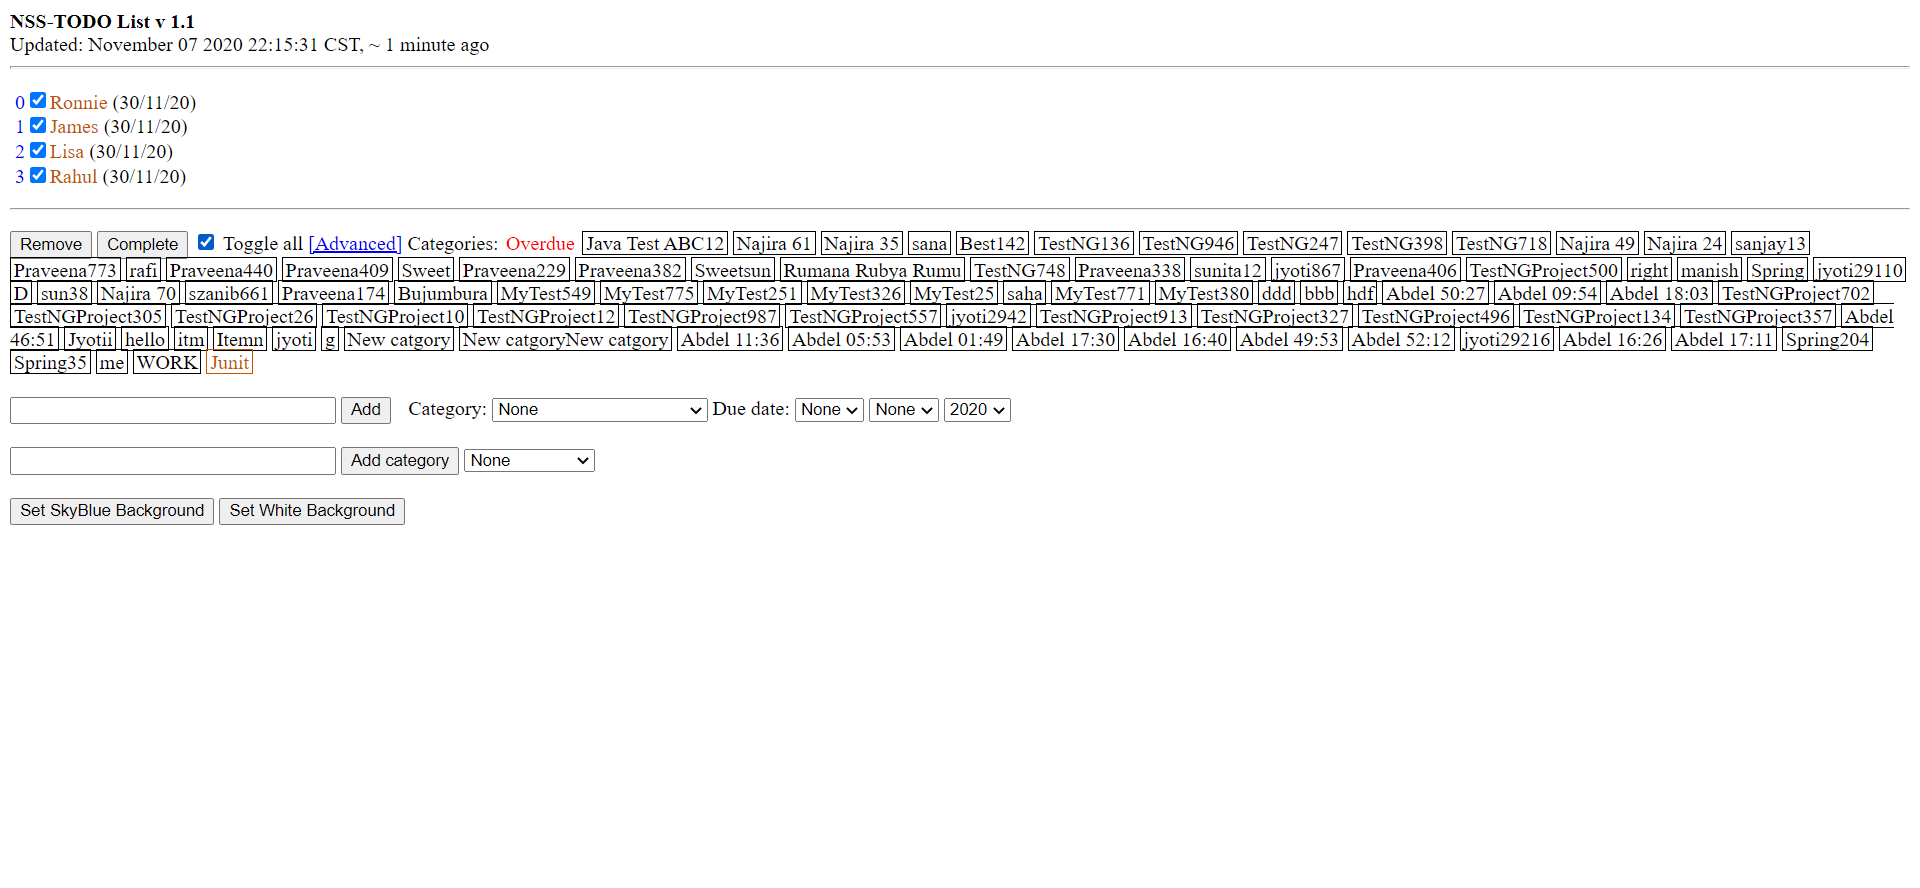 NSS-TODO List v 1.1
Updated: November 07 2020 22:15:31 CST, ~ 1 minute ago
0 Ronnie (30/11/20)
1 James (30/11/20)
2 Lisa (30/11/20)
3 Rahul (30/11/20)
Remove Complete Toggle all [Advanced] Categories: Overdue Java Test ABC12 Najira 61 Najira 35 sana Best142 TestNG136 TestNG946 TestNG247 TestNG398 TestNG718 Najira 49 Najira 24 sanjay13
Praveena773 rafi Praveena440 Praveena409 Sweet Praveena229 Praveena382 Sweetsun Rumana Rubya Rumu TestNG748 Praveena338 sunita12 jyoti867 Praveena406 TestNGProject500 right manish Spring jyoti29110
D sun38 Najira 70 szanib661 Praveena174 Bujumbura MyTest549 MyTest775 MyTest251 MyTest326 MyTest25 saha MyTest771 MyTest380 ddd bbb hdf Abdel 50:27 Abdel 09:54 Abdel 18:03 TestNGProject702
TestNGProject305 TestNGProject26 TestNGProject10 TestNGProject12 TestNGProject987 TestNGProject557 jyoti2942 TestNGProject913 TestNGProject327 TestNGProject496 TestNGProject134 TestNGProject357 Abdel
46:51 Jyotii hello itm Itemn jyoti g New catgory New catgoryNew catgory Abdel 11:36 Abdel 05:53 Abdel 01:49 Abdel 17:30 Abdel 16:40 Abdel 49:53 Abdel 52:12 jyoti29216 Abdel 16:26 Abdel 17:11 Spring204
Spring35 me WORK Junit
Add Category: None Due date: None None 2020
Add category None
Set SkyBlue Background Set White Background